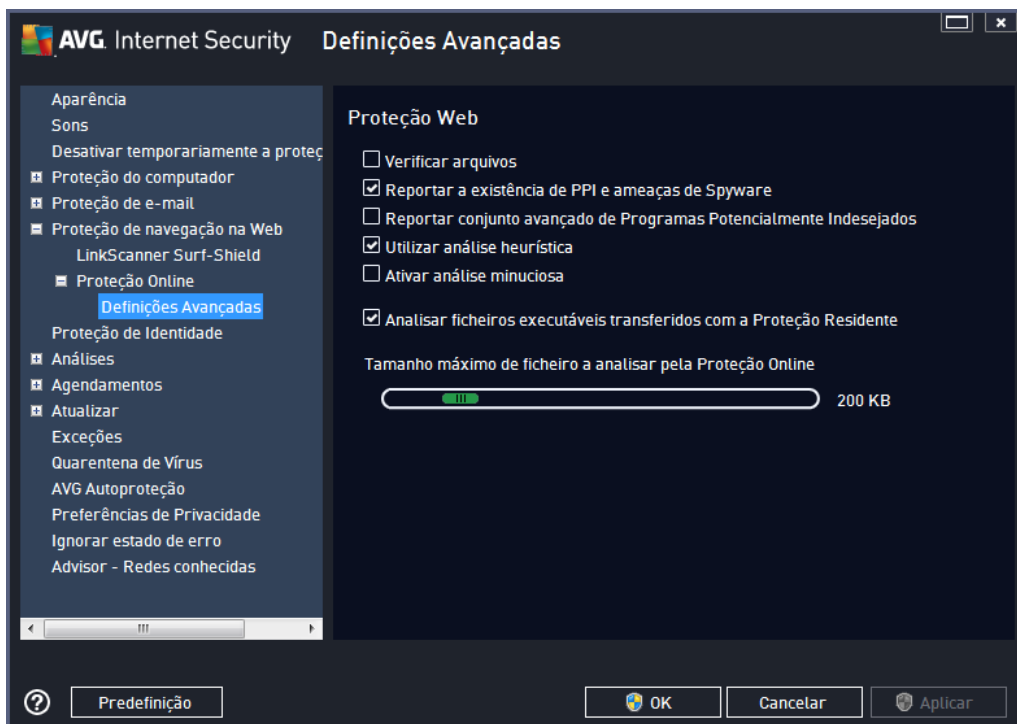 AVG. Internet Security Definições Avançadas
Aparência
Sons
Desativar temporariamente a proteç
Proteção do computador
Proteção de e-mail
Proteção de navegação na Web
LinkScanner Surf-Shield
Proteção Online
Definições Avançadas
Proteção de Identidade
Análises
Agendamentos
Atualizar
Exceções
Quarentena de Vírus
AVG Autoproteção
Preferências de Privacidade
Ignorar estado de erro
Advisor - Redes conhecidas
Proteção Web
Verificar arquivos
Reportar a existência de PPI e ameaças de Spyware
Reportar conjunto avançado de Programas Potencialmente Indesejados
Utilizar análise heurística
Ativar análise minuciosa
Analisar ficheiros executáveis transferidos com a Proteção Residente
Tamanho máximo de ficheiro a analisar pela Proteção Online
200 KB
Predefinição
OK
Cancelar
Aplicar